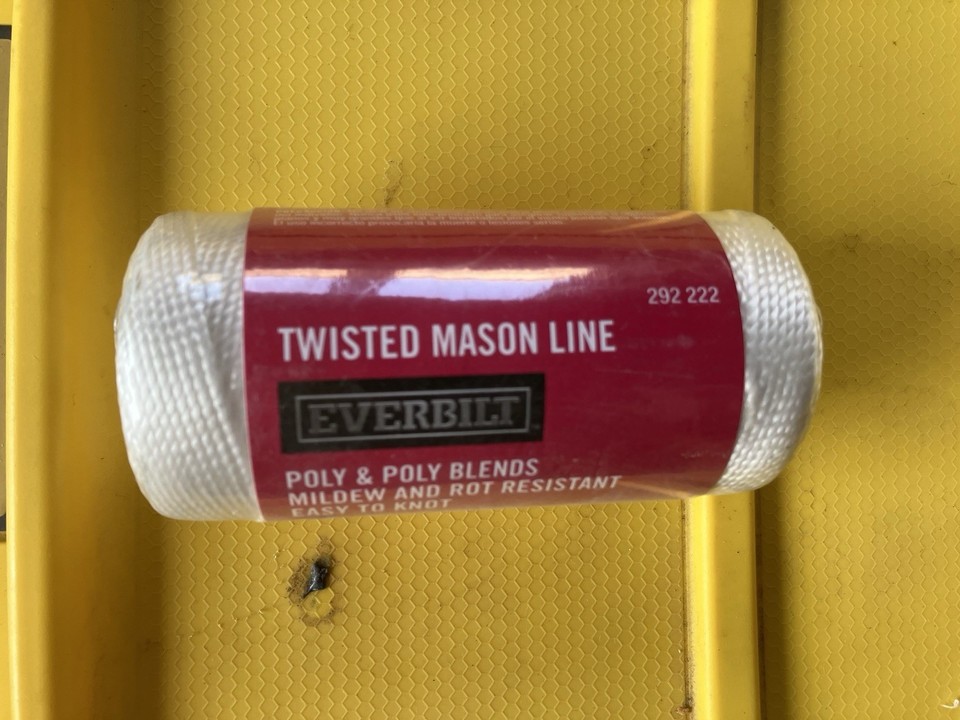 292 222
TWISTED MASON LINE
EVERBILT
POLY & POLY BLENDS
MILDEW AND ROT RESISTANT
EASY TO KNOT